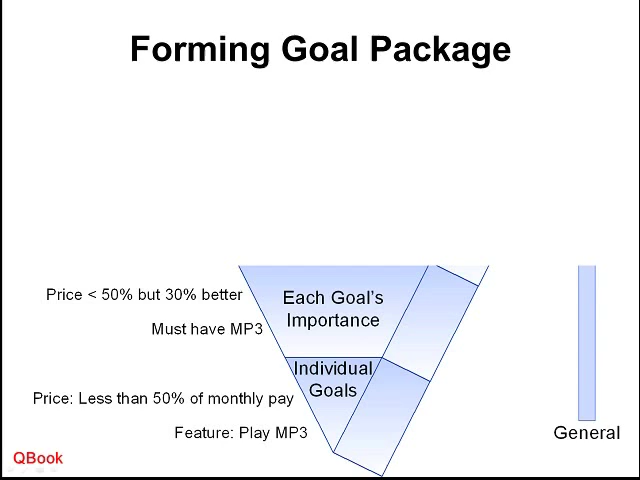 Forming Goal Package
Price < 50% but 30% better
Each Goal's
Importance
Must have MP3
Individual
Goals
Price: Less than 50% of monthly pay
Feature: Play MP3
General
QBook